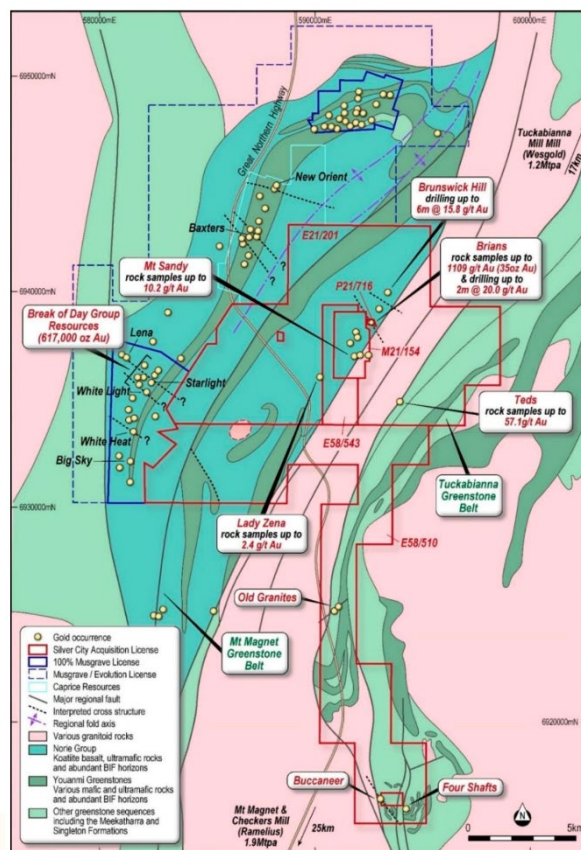 580000mE
590000mE
600000mE
6950000mN
6940000mN
6930000mN
6920000mN
Great Northern Highway
Tuckabianna
Mill Mill
(Wesgold)
1.2Mtpa
17km
New Orient
Baxters
?
?
E21/201
Brunswick Hill
drilling up to
6m @ 15.8 g/t Au
Mt Sandy
rock samples up to
10.2 g/t Au
Brians
rock samples up to
1109 g/t Au (35oz Au)
& drilling up to
2m @ 20.0 g/t Au
P21/716
M21/154
Break of Day Group
Resources
(617,000 oz Au)
Lena
Starlight
White Light
?
White Heat
?
Big Sky
Teds
rock samples up to
57.1g/t Au
E58/543
Tuckabianna
Greenstone
Belt
Lady Zena
rock samples up to
2.4 g/t Au
E58/510
Old Granites
Mt Magnet
Greenstone
Belt
Buccaneer
Four Shafts
Mt Magnet &
Checkers Mill
(Ramelius)
1.9Mtpa
25km
Gold occurrence
Silver City Acquisition License
100% Musgrave License
Musgrave / Evolution License
Caprice Resources
Major regional fault
Interpreted cross structure
Regional fold axis
Various granitoid rocks
Norie Group
Koatiite basalt, ultramafic rocks
and abundant BIF horizons
Youanmi Greenstones
Various mafic and ultramafic rocks
and abundant BIF horizons
Other greenstone sequences
including the Meekatharra and
Singleton Formations
0
5km